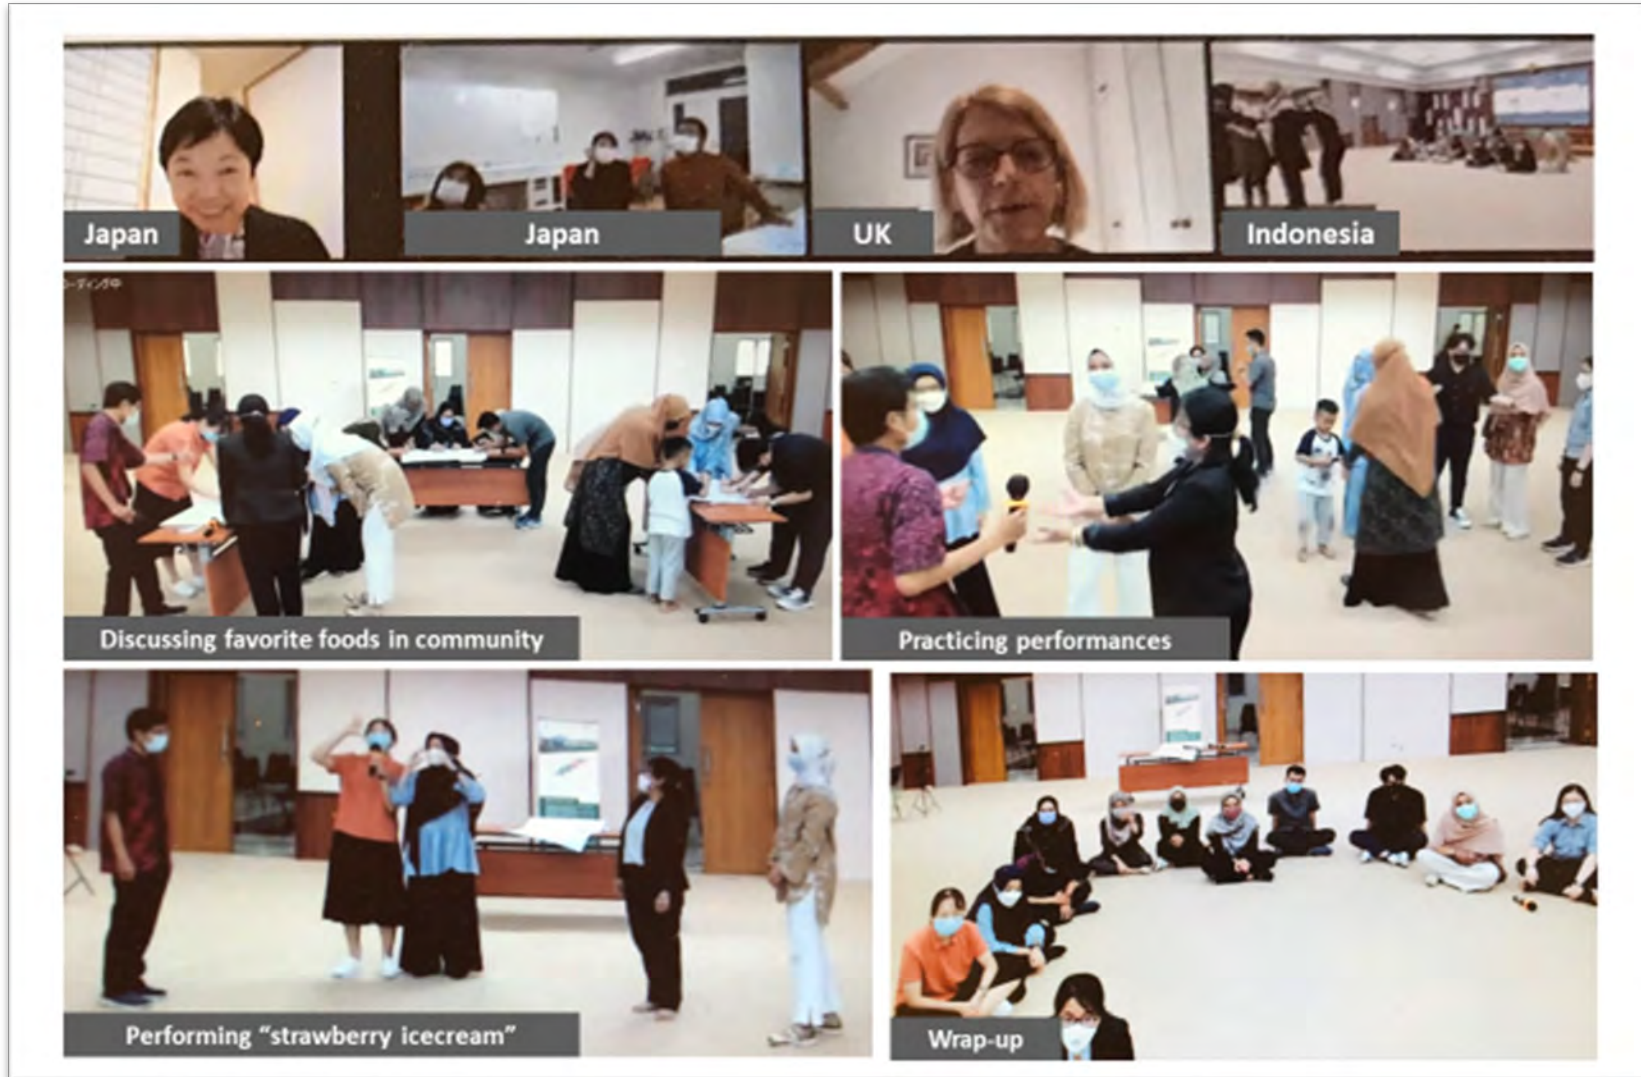 Japan
Japan
UK
Indonesia
Discussing favorite foods in community
Practicing performances
Performing “strawberry icecream”
Wrap-up